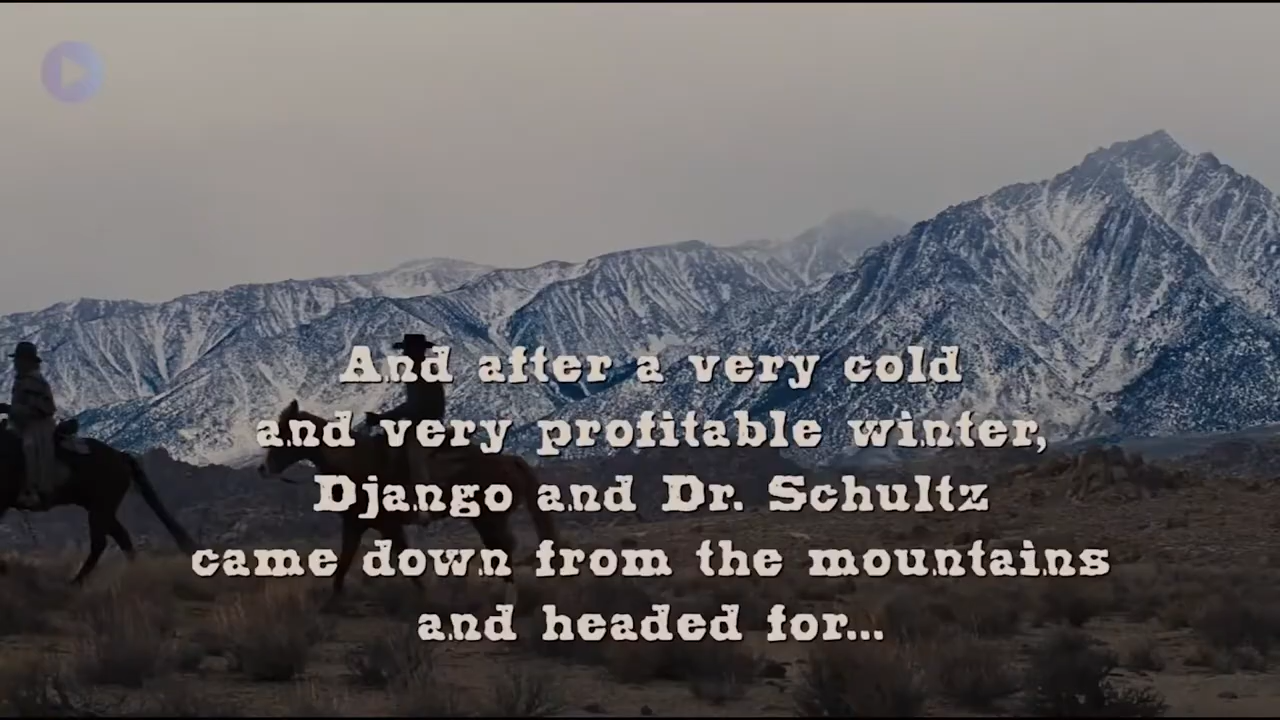 And after a very cold
and very profitable winter,
Django and Dr. Schultz
came down from the mountains
and headed for...